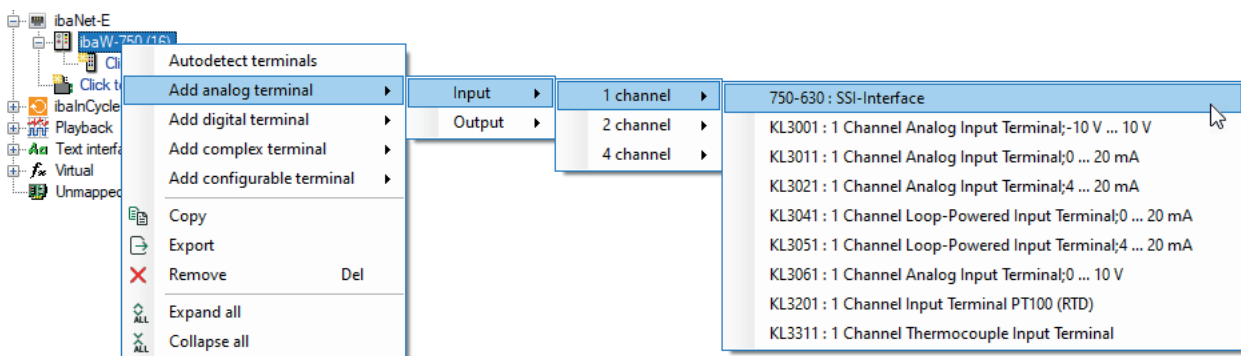 ibaNet-E
ibaW-750 (16)
Cli
Click t
ibaInCycle
Playback
Text interfa
Virtual
Unmapped
Autodetect terminals
Add analog terminal
Add digital terminal
Add complex terminal
Add configurable terminal
Copy
Export
Remove Del
Expand all
Collapse all
Input
Output
1 channel
2 channel
4 channel
750-630 : SSI-Interface
KL3001 : 1 Channel Analog Input Terminal;-10 V ... 10 V
KL3011 : 1 Channel Analog Input Terminal;0 ... 20 mA
KL3021 : 1 Channel Analog Input Terminal;4 ... 20 mA
KL3041 : 1 Channel Loop-Powered Input Terminal;0 ... 20 mA
KL3051 : 1 Channel Loop-Powered Input Terminal;4 ... 20 mA
KL3061 : 1 Channel Analog Input Terminal;0 ... 10 V
KL3201 : 1 Channel Input Terminal PT100 (RTD)
KL3311 : 1 Channel Thermocouple Input Terminal